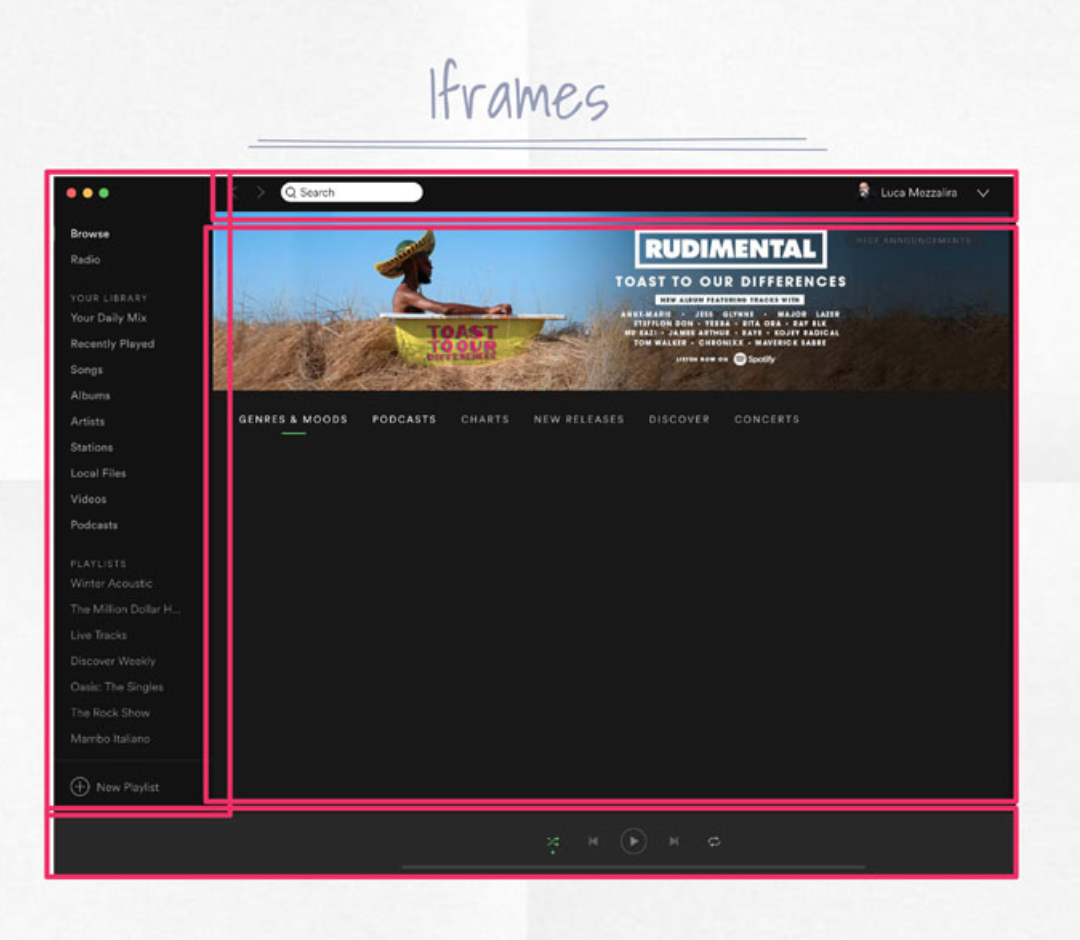 Iframes
Search
Luca Mezzalira
Browse
Radio
YOUR LIBRARY
Your Daily Mix
Recently Played
Songs
Albums
Artists
Stations
Local Files
Videos
Podcasts
PLAYLISTS
Winter Acoustic
The Million Dollar H...
Live Tracks
Discover Weekly
Oasis: The Singles
The Rock Show
Mambo Italiano
New Playlist
HIDE ANNOUNCEMENTS
RUDIMENTAL
TOAST TO OUR DIFFERENCES
NEW ALBUM FEATURING TRACKS WITH
ANNE-MARIE • JESS GLYNNE • MAJOR LAZER
STEFFLON DON • YEBBA • RITA ORA • RAY BLK
MR EAZI • JAMES ARTHUR • RAYE • KOJEY RADICAL
TOM WALKER • CHRONIXX • MAVERICK SABRE
LISTEN NOW ON Spotify
TOAST
TO OUR
DIFFERENCES
GENRES & MOODS PODCASTS CHARTS NEW RELEASES DISCOVER CONCERTS